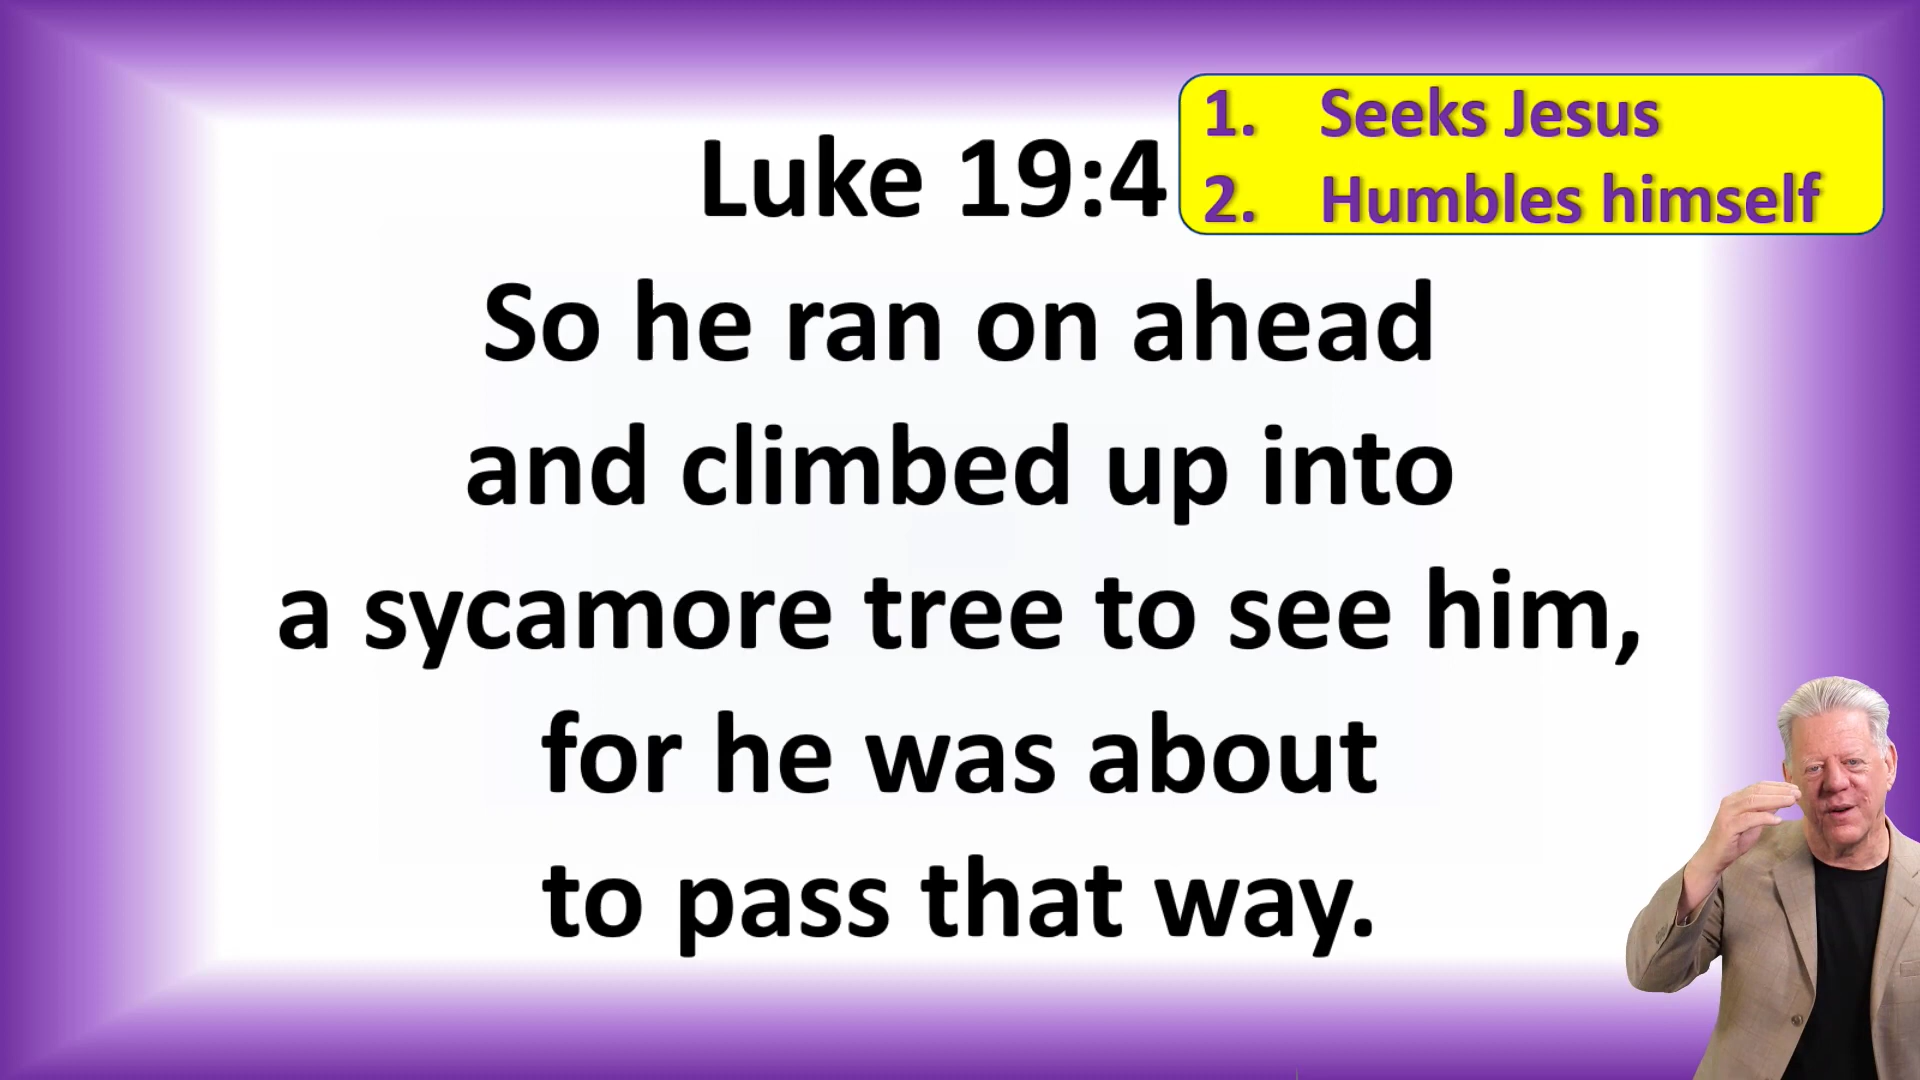 Luke 19:4
1. Seeks Jesus
2. Humbles himself
So he ran on ahead
and climbed up into
a sycamore tree to see him,
for he was about
to pass that way.